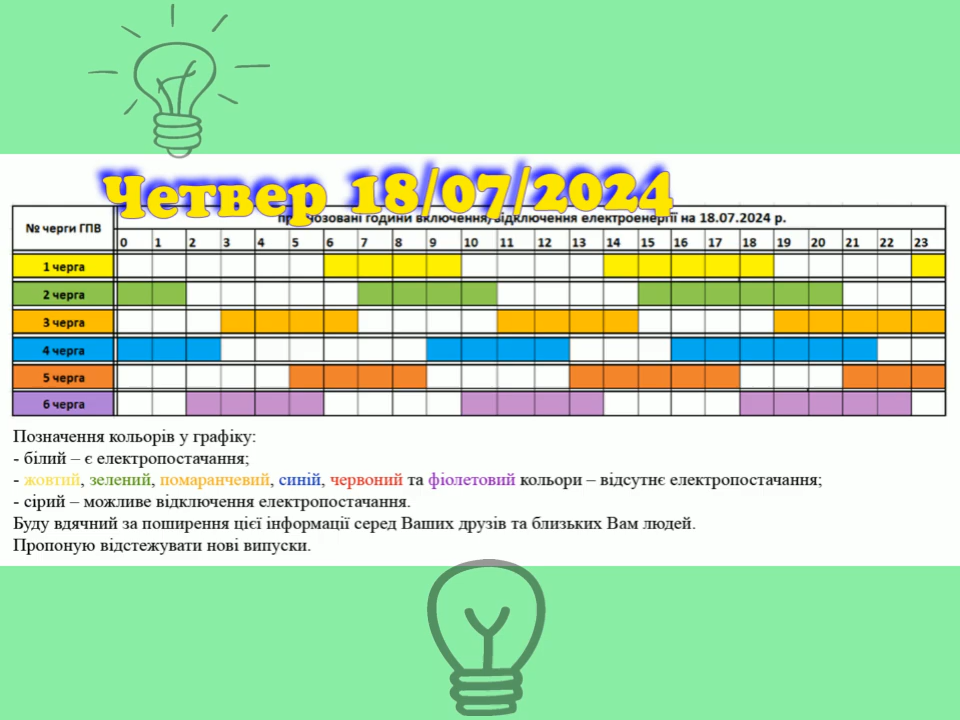 Четвер 18/07/2024
№ черги ГПВ
години включення/відключення електроенергії на 18.07.2024 р.
0 1 2 3 4 5 6 7 8 9 10 11 12 13 14 15 16 17 18 19 20 21 22 23
1 черга
2 черга
3 черга
4 черга
5 черга
6 черга
Позначення кольорів у графіку:
- білий – є електропостачання;
- жовтий, зелений, помаранчевий, синій, червоний та фіолетовий кольори – відсутнє електропостачання;
- сірий – можливе відключення електропостачання.
Буду вдячний за поширення цієї інформації серед Ваших друзів та близьких Вам людей.
Пропоную відстежувати нові випуски.